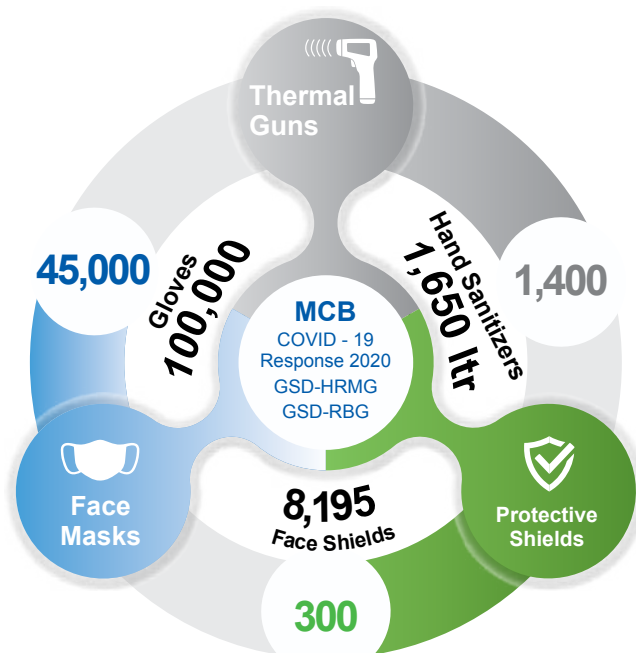 Thermal
Guns
45,000
Gloves
100,000
Hand Sanitizers
1,650 ltr
1,400
MCB
COVID - 19
Response 2020
GSD-HRMG
GSD-RBG
Face
Masks
8,195
Face Shields
Protective
Shields
300